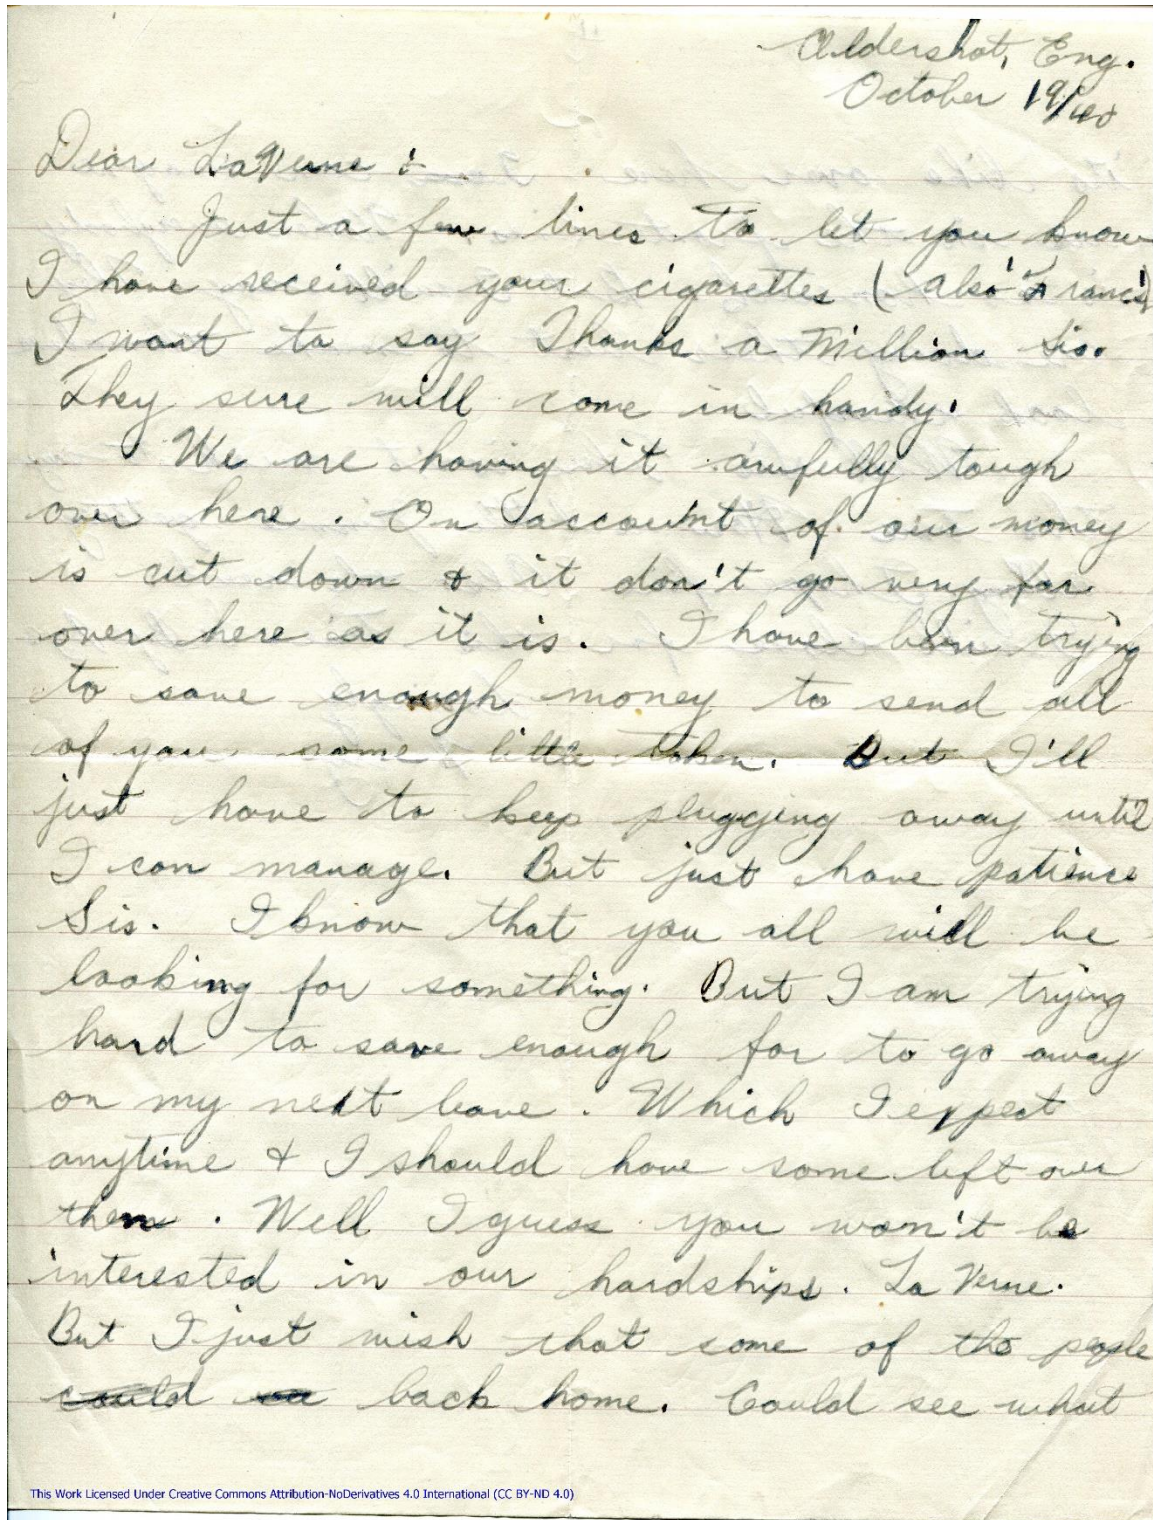 Aldershot, Eng.
October 19/40
Dear LaVerne :-
Just a few lines to let you know
I have received your cigarettes (also Franc's)
I want to say Thanks a Million Sis.
They sure will come in handy.
We are having it awfully tough
over here. On account of our money
is cut down & it don't go very far
over here as it is. I have been trying
to save enough money to send all
of you some little token. But I'll
just have to keep plugging away until
I can manage. But just have patience
Sis. I know that you all will be
looking for something. But I am trying
hard to save enough for to go away
on my next leave. Which I expect
anytime & I should have some left over
then. Well I guess you won't be
interested in our hardships. La Verne.
But I just wish that some of the people
could back home. Could see what
This Work Licensed Under Creative Commons Attribution-NoDerivatives 4.0 International (CC BY-ND 4.0)